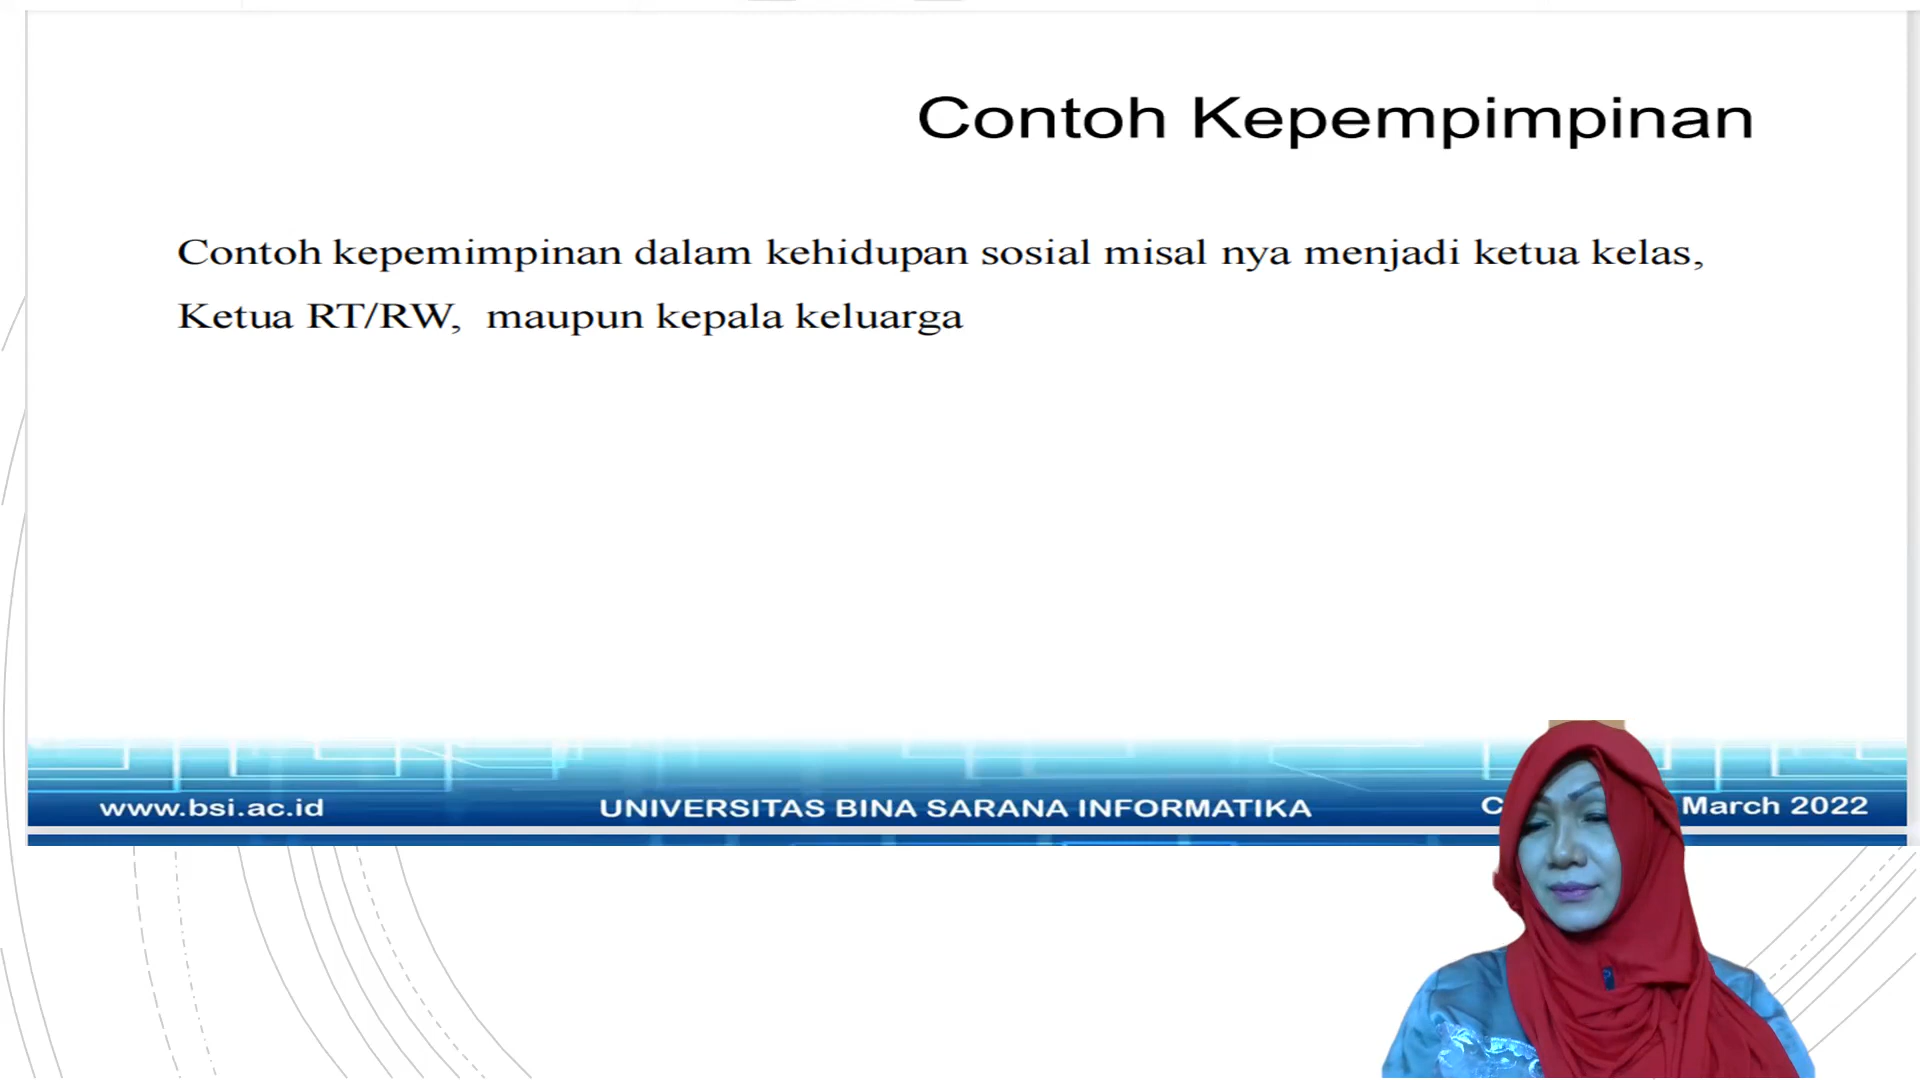 Contoh Kepempimpinan
Contoh kepemimpinan dalam kehidupan sosial misal nya menjadi ketua kelas,
Ketua RT/RW, maupun kepala keluarga
www.bsi.ac.id
UNIVERSITAS BINA SARANA INFORMATIKA
March 2022